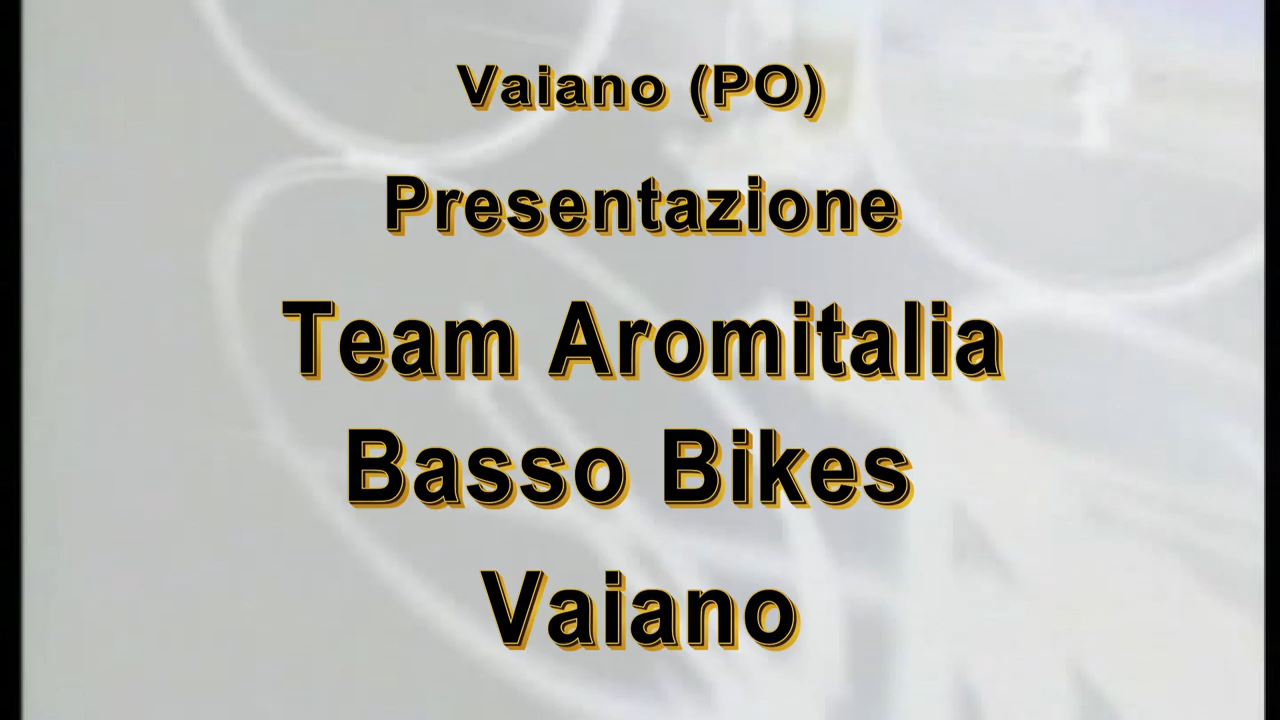 Vaiano (PO)
Presentazione
Team Aromitalia
Basso Bikes
Vaiano